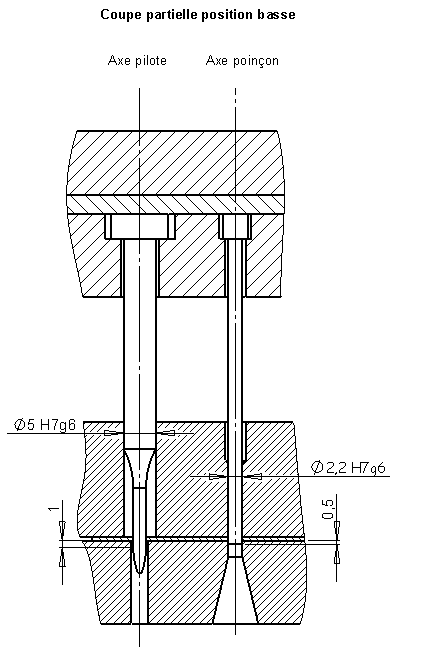 Coupe partielle position basse
Axe pilote
Axe poinçon
Ø5 H7g6
Ø2,2 H7g6
1
0,5